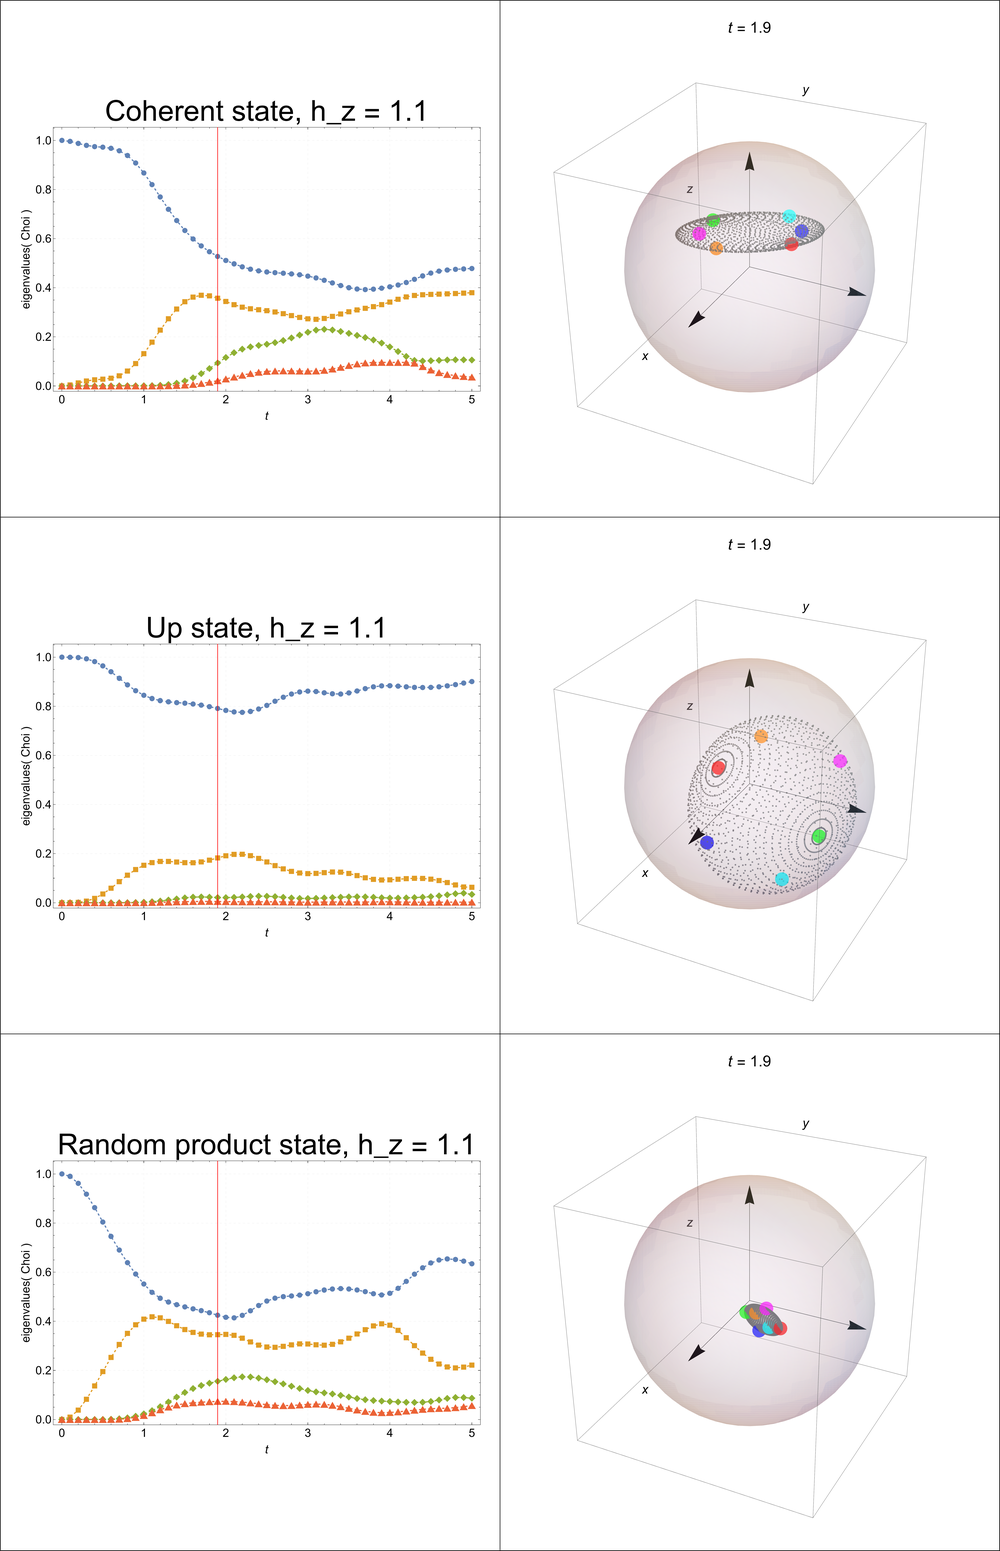 Coherent state, h_z = 1.1
eigenvalues( Choi )
1.0
0.8
0.6
0.4
0.2
0.0
0 1 2 3 4 5
t
t = 1.9
y
z
x
Up state, h_z = 1.1
eigenvalues( Choi )
1.0
0.8
0.6
0.4
0.2
0.0
0 1 2 3 4 5
t
t = 1.9
y
z
x
Random product state, h_z = 1.1
eigenvalues( Choi )
1.0
0.8
0.6
0.4
0.2
0.0
0 1 2 3 4 5
t
t = 1.9
y
z
x